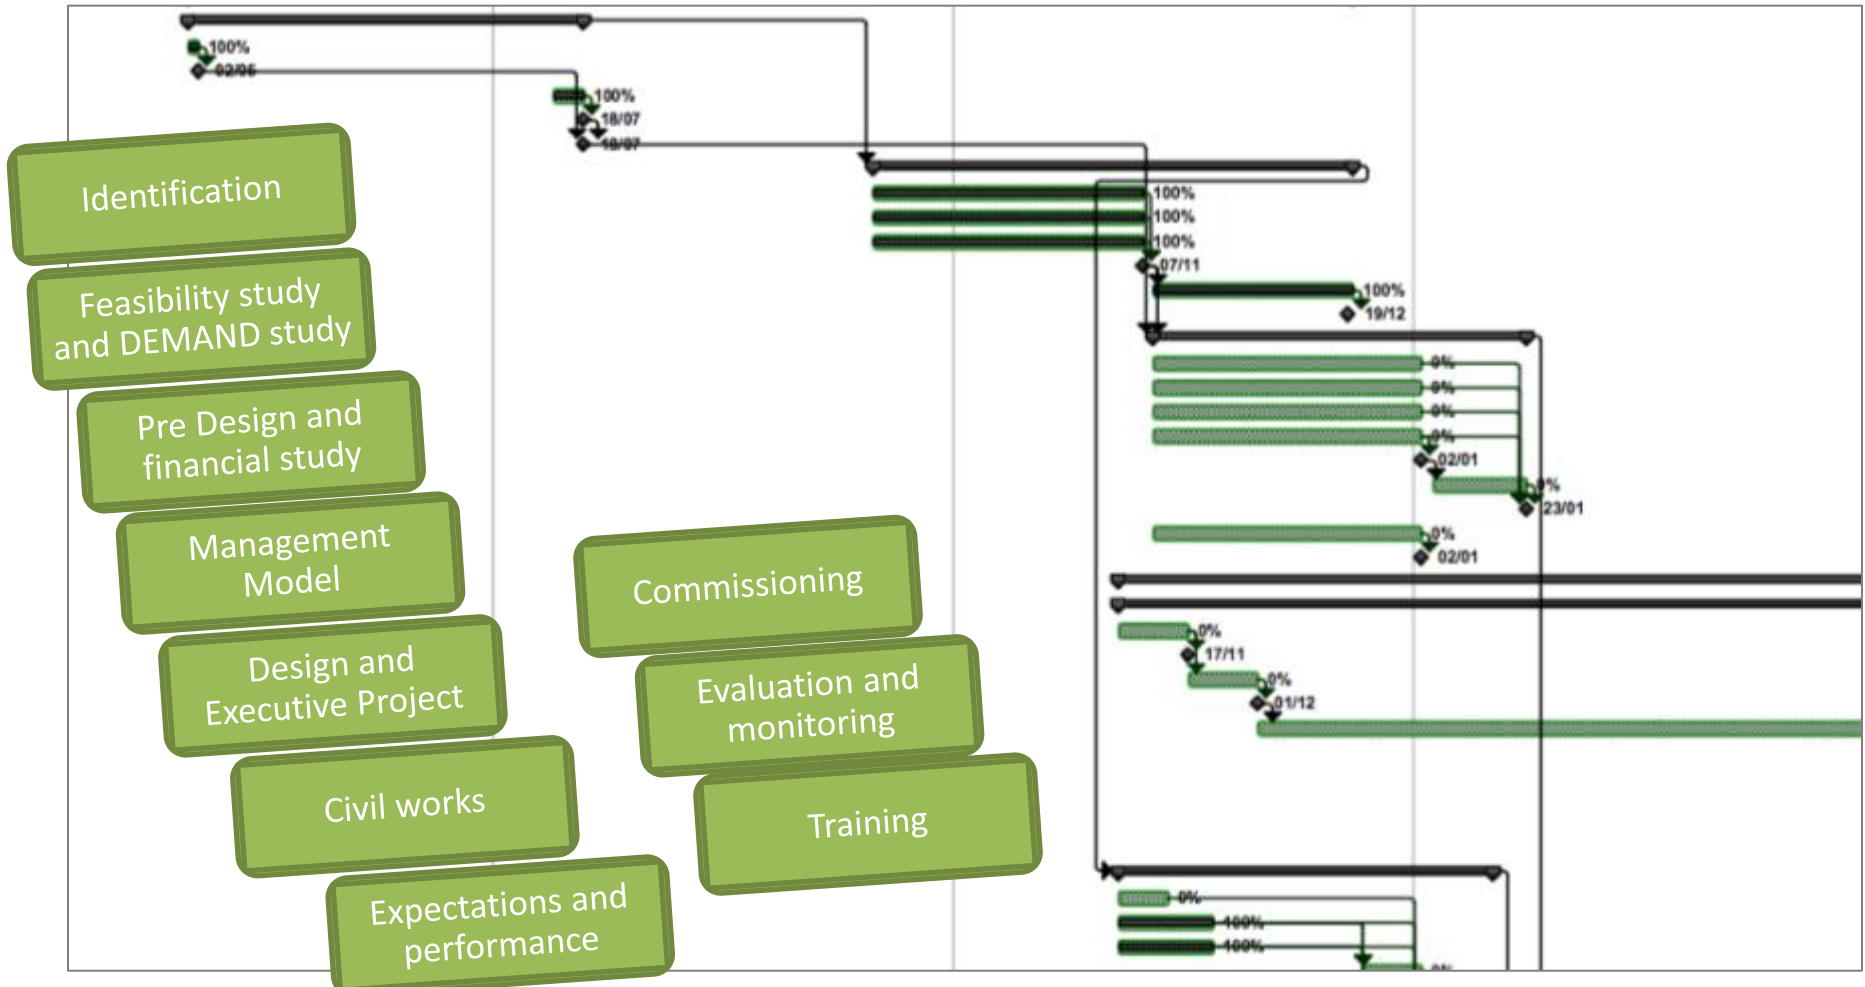 100%
02/05
100%
18/07
18/07
100%
100%
100%
07/11
100%
19/12
0%
0%
0%
0%
02/01
0%
23/01
0%
02/01
0%
17/11
0%
01/12
0%
100%
100%
0%
Identification
Feasibility study
and DEMAND study
Pre Design and
financial study
Management
Model
Design and
Executive Project
Civil works
Expectations and
performance
Commissioning
Evaluation and
monitoring
Training